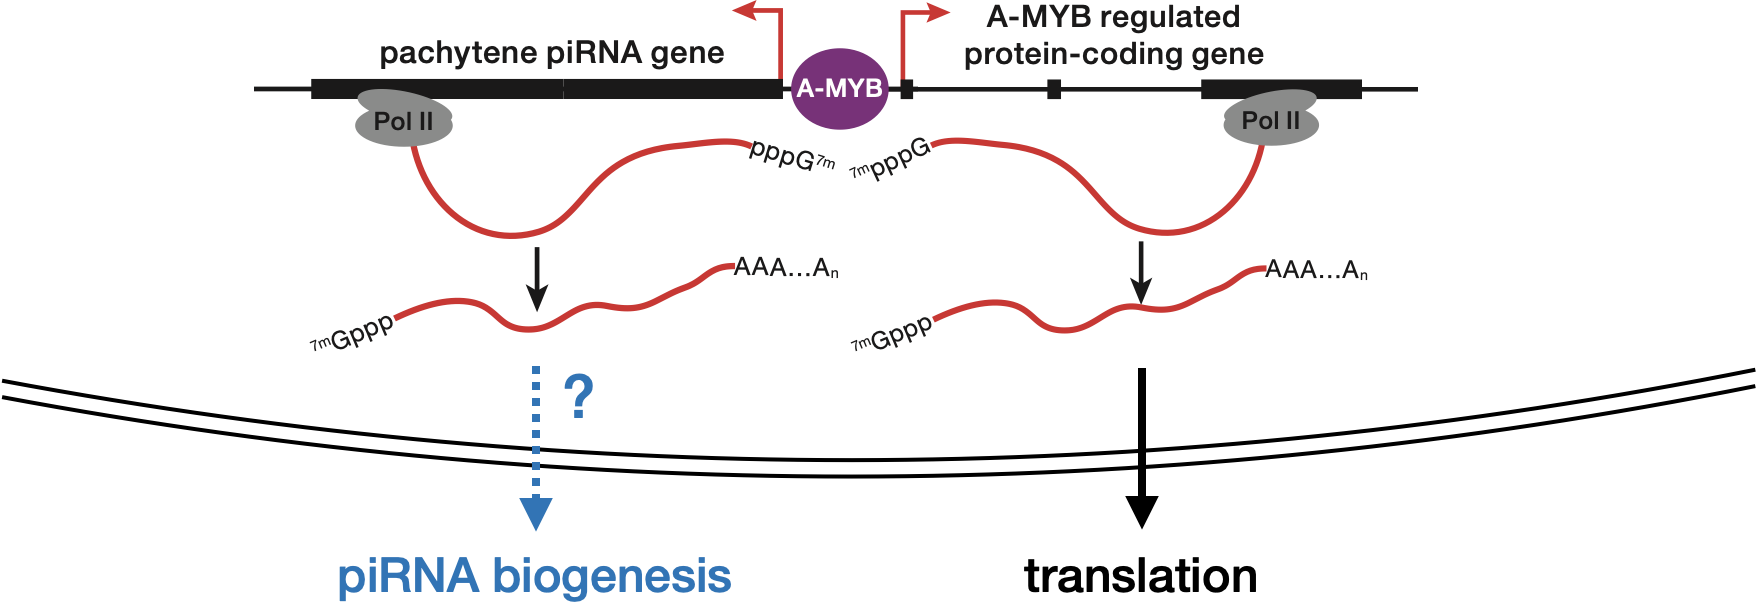 A-MYB regulated
pachytene piRNA gene
protein-coding gene
A-MYB
Pol II
Pol II
pppG7m
7mpppG
AAA...An
AAA...An
7mGppp
7mGppp
?
piRNA biogenesis
translation